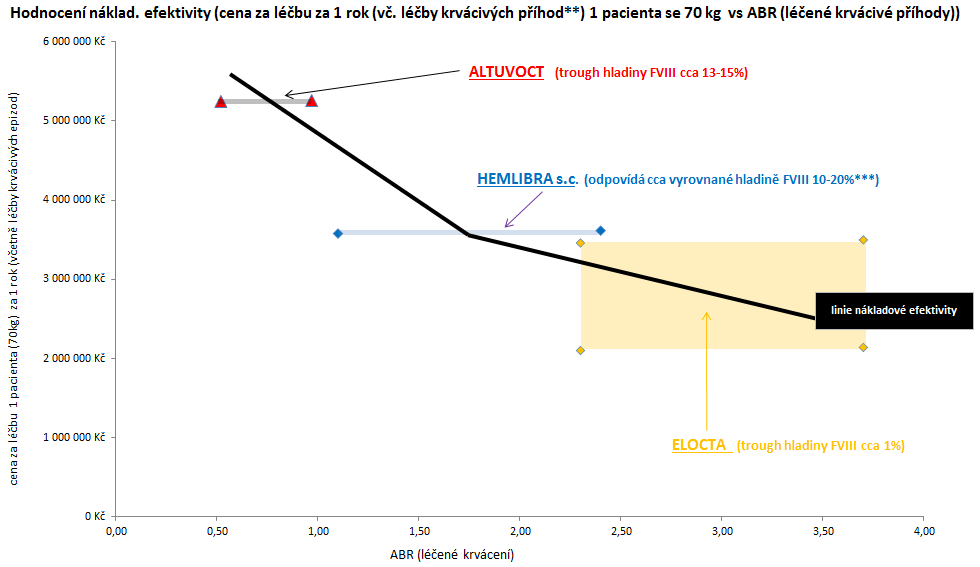 Hodnocení náklad. efektivity (cena za léčbu za 1 rok (vč. léčby krvácivých příhod**) 1 pacienta se 70 kg vs ABR (léčené krvácivé příhody))
6 000 000 Kč
5 000 000 Kč
4 000 000 Kč
3 000 000 Kč
2 000 000 Kč
1 000 000 Kč
0 Kč
cena za léčbu 1 pacienta (70kg) za 1 rok (včetně léčby krvácivých epizod)
ALTUVOCT (trough hladiny FVIII cca 13-15%)
HEMLIBRA s.c. (odpovídá cca vyrovnané hladině FVIII 10-20%***)
linie nákladové efektivity
ELOCTA (trough hladiny FVIII cca 1%)
0,00 0,50 1,00 1,50 2,00 2,50 3,00 3,50 4,00
ABR (léčené krvácení)